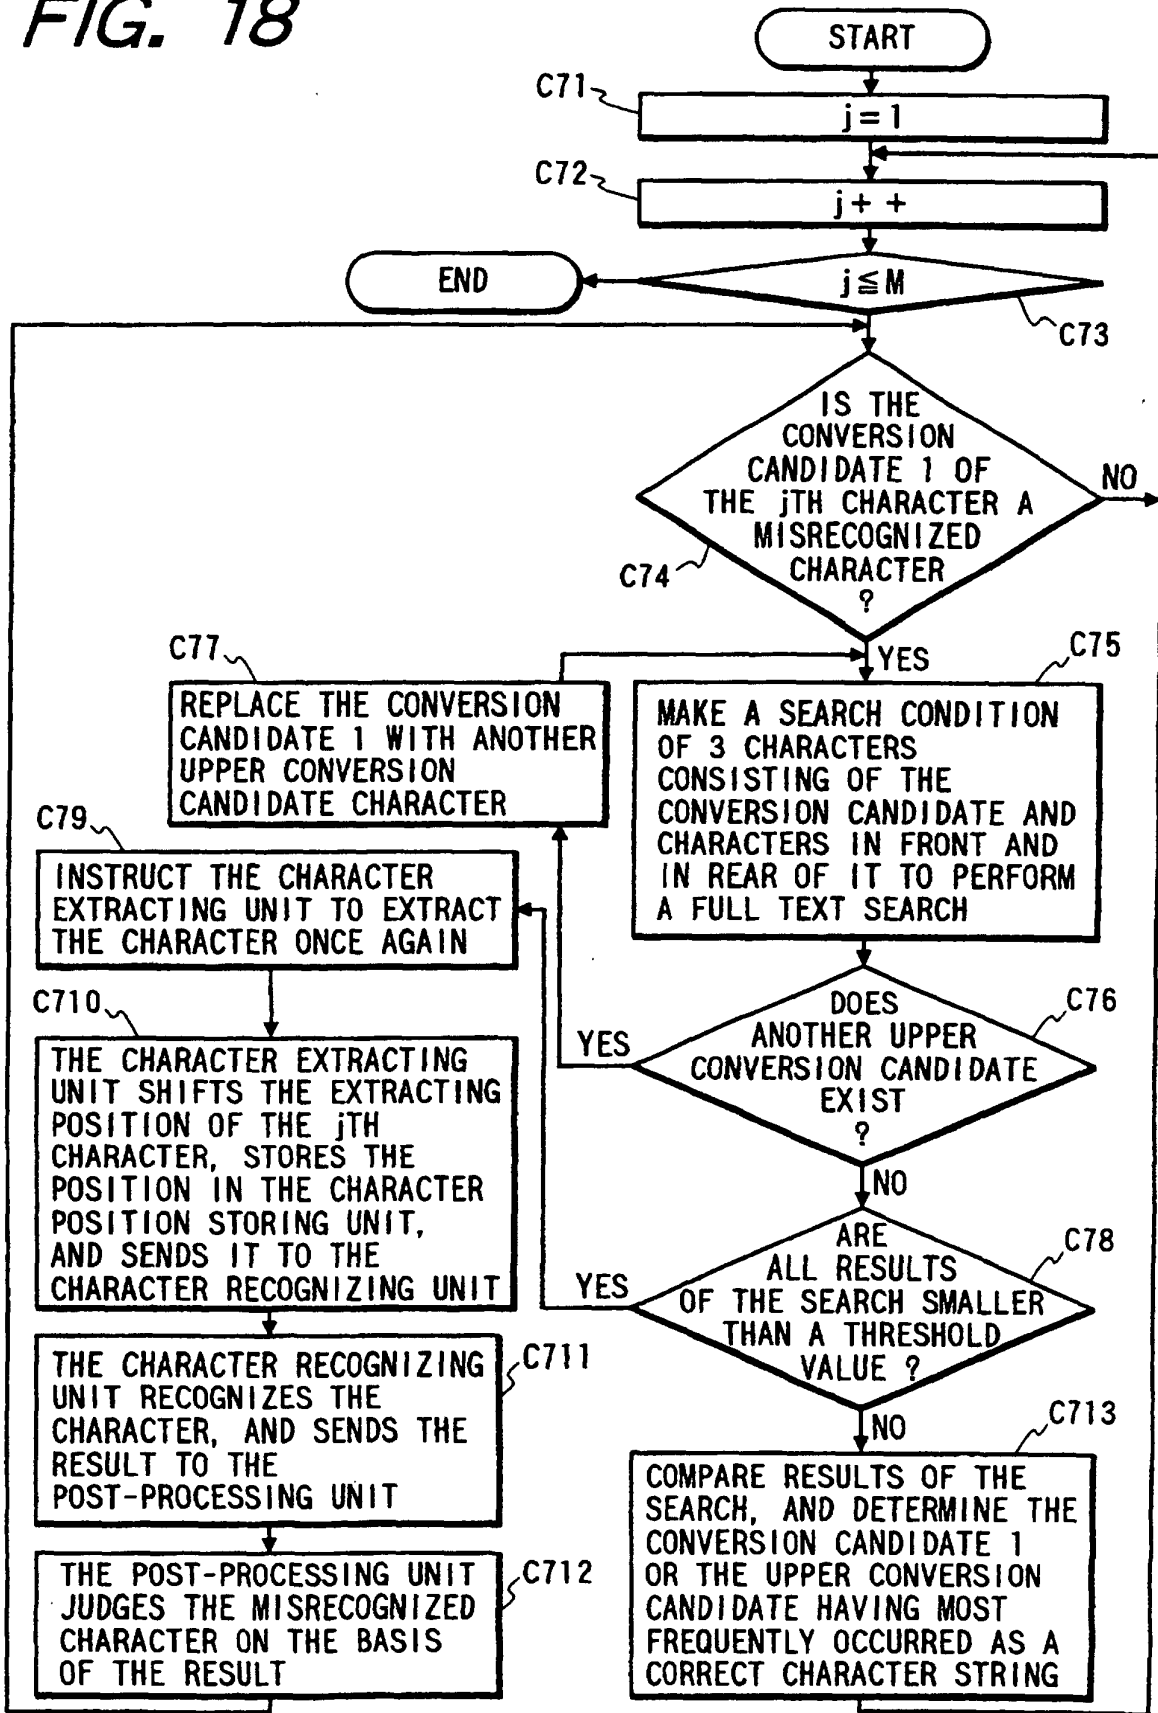 FIG. 18
START
C71
j=1
C72
j++
END
j≦M
C73
IS THE
CONVERSION
CANDIDATE 1 OF
THE jTH CHARACTER A
MISRECOGNIZED
CHARACTER
?
NO
C74
YES
C75
MAKE A SEARCH CONDITION
OF 3 CHARACTERS
CONSISTING OF THE
CONVERSION CANDIDATE AND
CHARACTERS IN FRONT AND
IN REAR OF IT TO PERFORM
A FULL TEXT SEARCH
C77
REPLACE THE CONVERSION
CANDIDATE 1 WITH ANOTHER
UPPER CONVERSION
CANDIDATE CHARACTER
C76
DOES
ANOTHER UPPER
CONVERSION CANDIDATE
EXIST
?
YES
NO
C79
INSTRUCT THE CHARACTER
EXTRACTING UNIT TO EXTRACT
THE CHARACTER ONCE AGAIN
C78
ARE
ALL RESULTS
OF THE SEARCH SMALLER
THAN A THRESHOLD
VALUE ?
YES
NO
C710
THE CHARACTER EXTRACTING
UNIT SHIFTS THE EXTRACTING
POSITION OF THE jTH
CHARACTER, STORES THE
POSITION IN THE CHARACTER
POSITION STORING UNIT,
AND SENDS IT TO THE
CHARACTER RECOGNIZING UNIT
C711
THE CHARACTER RECOGNIZING
UNIT RECOGNIZES THE
CHARACTER, AND SENDS THE
RESULT TO THE
POST-PROCESSING UNIT
C712
THE POST-PROCESSING UNIT
JUDGES THE MISRECOGNIZED
CHARACTER ON THE BASIS
OF THE RESULT
C713
COMPARE RESULTS OF THE
SEARCH, AND DETERMINE THE
CONVERSION CANDIDATE 1
OR THE UPPER CONVERSION
CANDIDATE HAVING MOST
FREQUENTLY OCCURRED AS A
CORRECT CHARACTER STRING